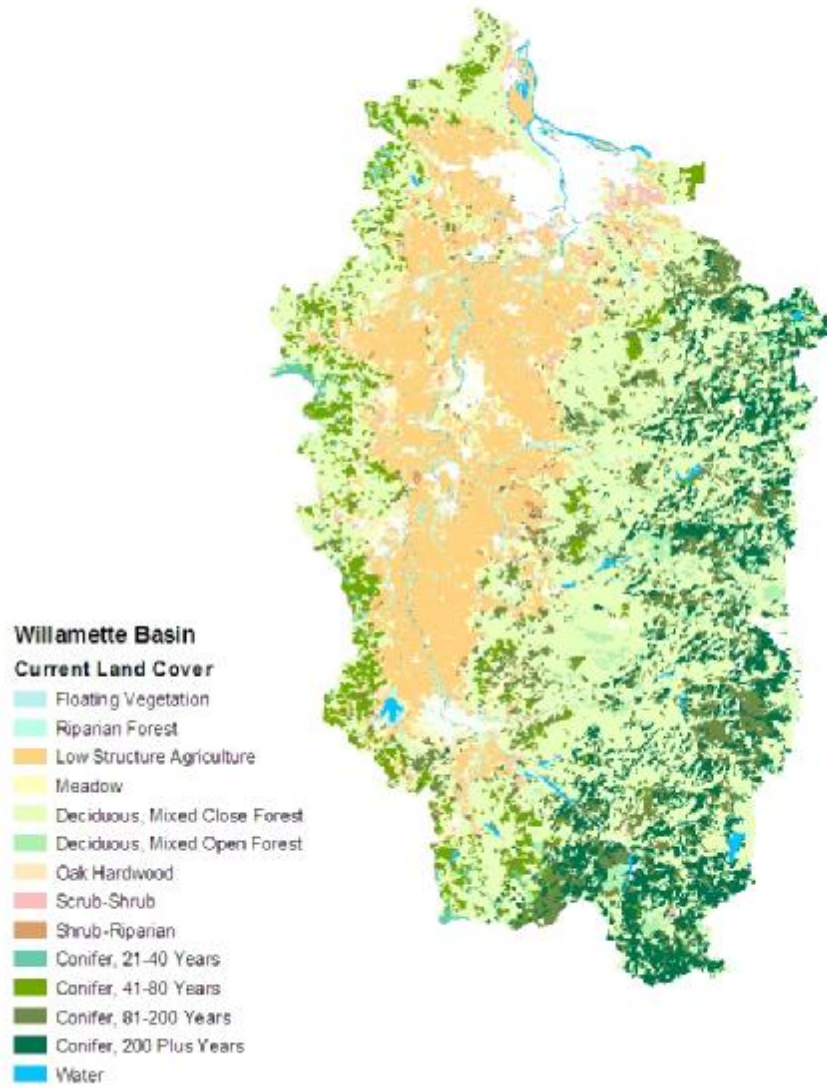 Willamette Basin
Current Land Cover
Floating Vegetation
Riparian Forest
Low Structure Agriculture
Meadow
Deciduous, Mixed Close Forest
Deciduous, Mixed Open Forest
Oak Hardwood
Scrub-Shrub
Shrub-Riparian
Conifer, 21-40 Years
Conifer, 41-80 Years
Conifer, 81-200 Years
Conifer, 200 Plus Years
Water